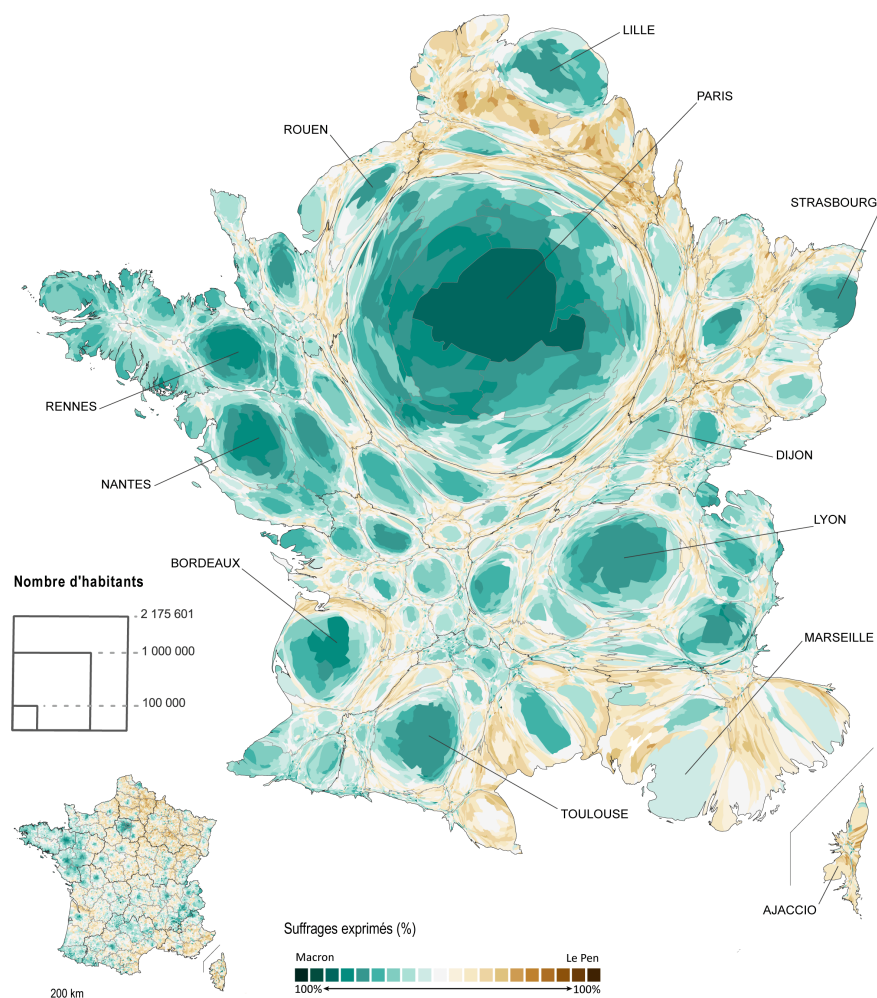 LILLE
PARIS
ROUEN
STRASBOURG
RENNES
DIJON
NANTES
LYON
BORDEAUX
Nombre d'habitants
2 175 601
1 000 000
100 000
MARSEILLE
TOULOUSE
AJACCIO
Suffrages exprimés (%)
Macron
Le Pen
100%
100%
200 km